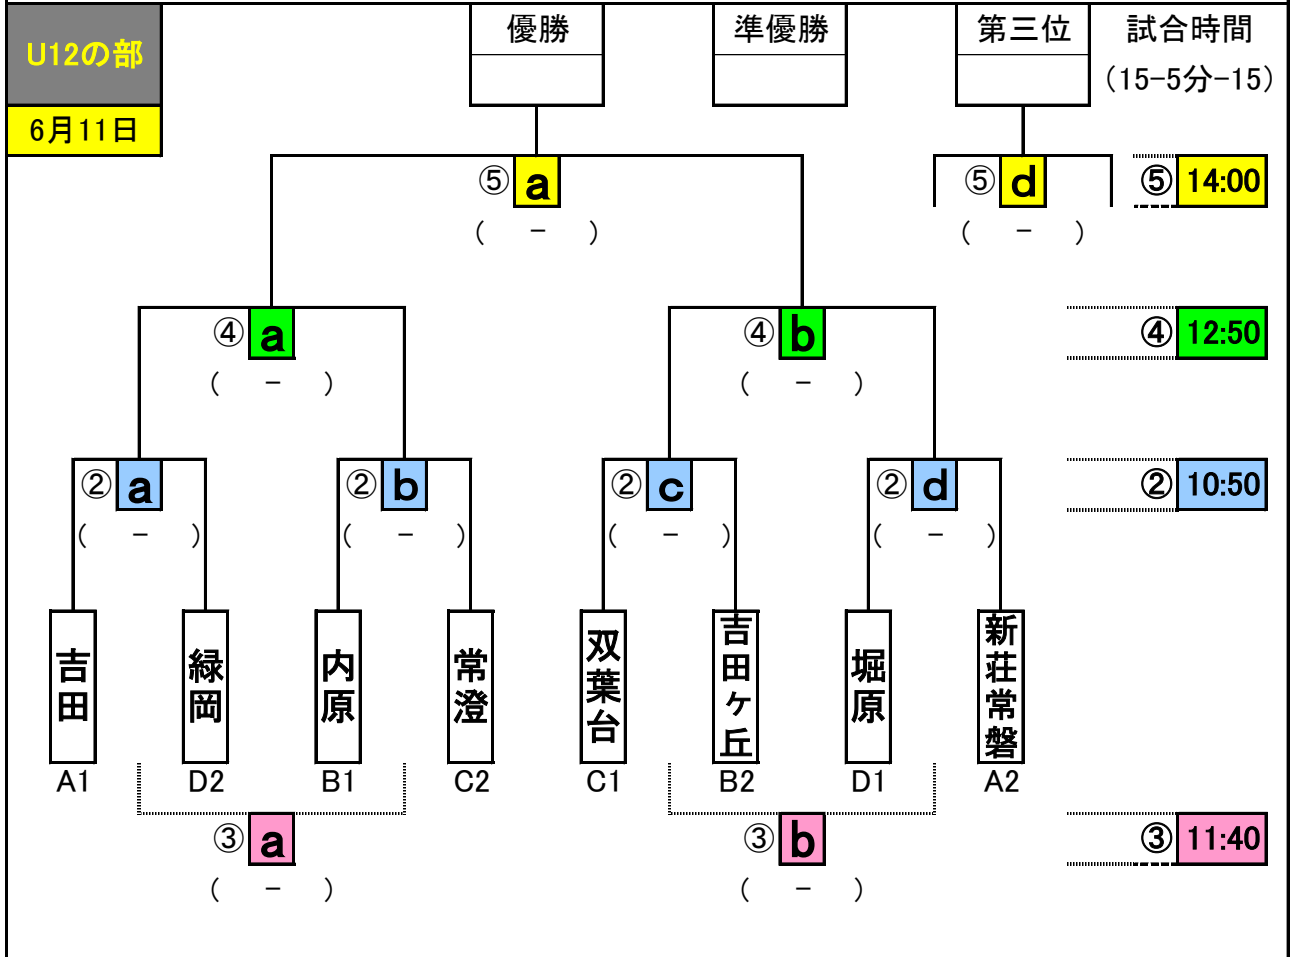 U12の部
優勝
準優勝
第三位
試合時間
(15-5分-15)
6月11日
⑤ a
⑤ d
⑤ 14:00
( - )
( - )
④ a
④ b
④ 12:50
( - )
( - )
② a
② b
② c
② d
② 10:50
( - )
( - )
( - )
( - )
吉田
緑岡
内原
常澄
双葉台
吉田ヶ丘
堀原
新荘常磐
A1
D2
B1
C2
C1
B2
D1
A2
③ a
③ b
③ 11:40
( - )
( - )